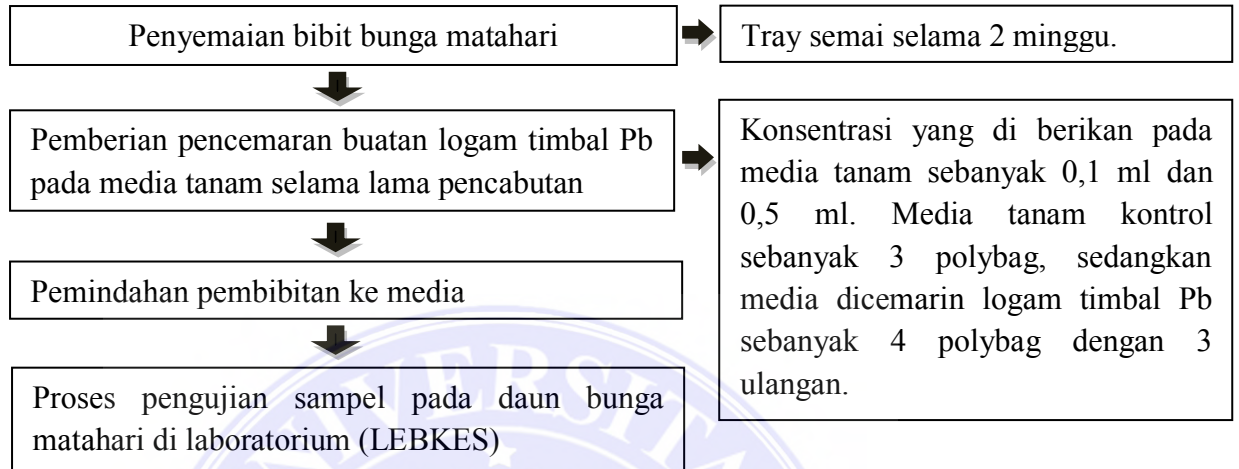 Penyemaian bibit bunga matahari
Tray semai selama 2 minggu.
Pemberian pencemaran buatan logam timbal Pb
pada media tanam selama lama pencabutan
Konsentrasi yang di berikan pada
media tanam sebanyak 0,1 ml dan
0,5 ml. Media tanam kontrol
sebanyak 3 polybag, sedangkan
media dicemarin logam timbal Pb
sebanyak 4 polybag dengan 3
ulangan.
Pemindahan pembibitan ke media
Proses pengujian sampel pada daun bunga
matahari di laboratorium (LEBKES)
UNIVERSITA